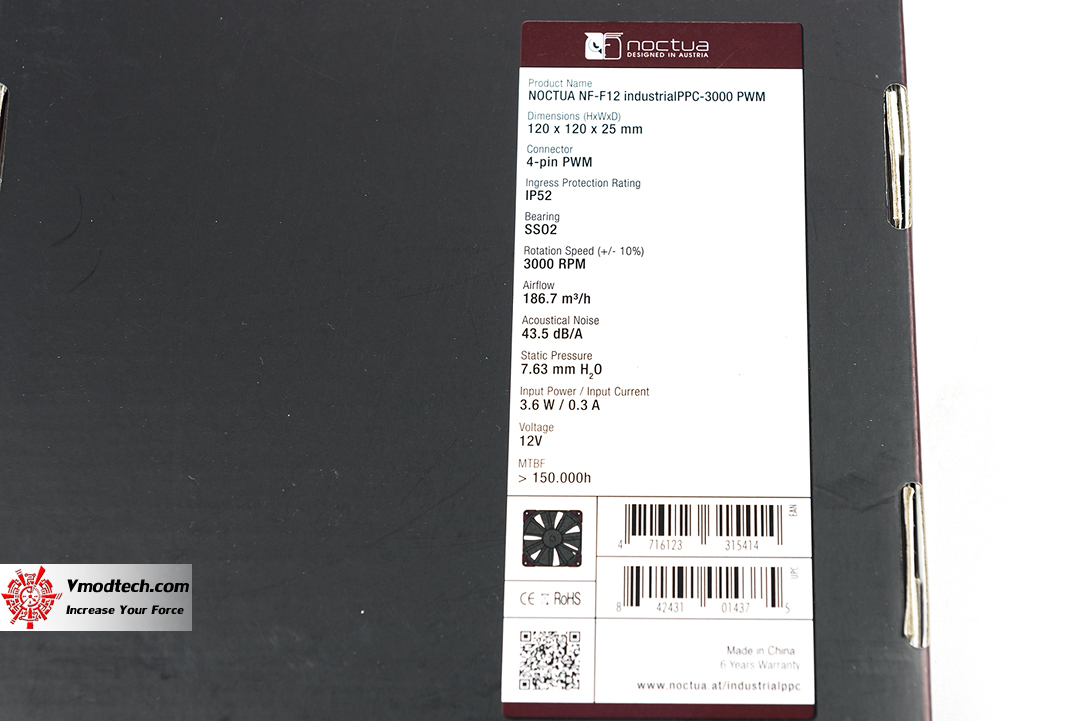 noctua
DESIGNED IN AUSTRIA
Product Name
NOCTUA NF-F12 industrialPPC-3000 PWM
Dimensions (HxWxD)
120 x 120 x 25 mm
Connector
4-pin PWM
Ingress Protection Rating
IP52
Bearing
SSO2
Rotation Speed (+/- 10%)
3000 RPM
Airflow
186.7 m³/h
Acoustical Noise
43.5 dB/A
Static Pressure
7.63 mm H₂O
Input Power / Input Current
3.6 W / 0.3 A
Voltage
12V
MTBF
> 150.000h
EAN
4 716123 315414
UPC
8 42431 01437 5
CE RoHS
Made in China
6 Years Warranty
www.noctua.at/industrialppc
Vmodtech.com
Increase Your Force